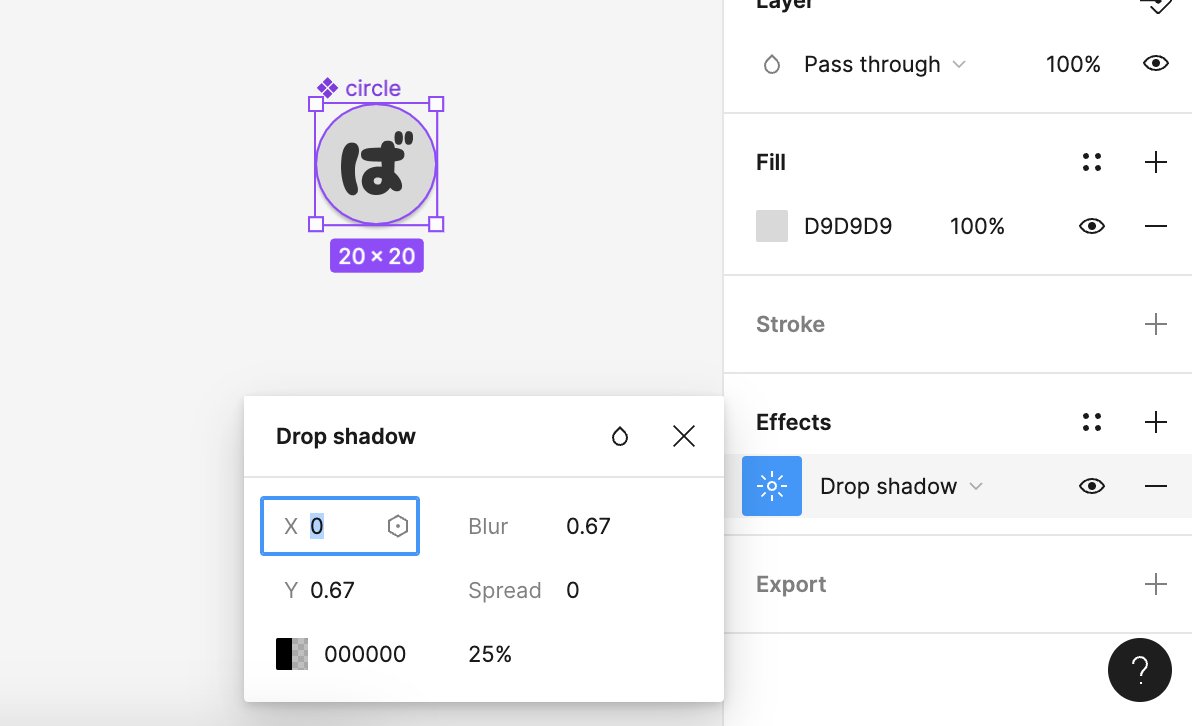 Layer
Pass through 100%
circle
ば
20 × 20
Fill
D9D9D9 100%
Stroke
Effects
Drop shadow
Export
Drop shadow
X 0 Blur 0.67
Y 0.67 Spread 0
000000 25%
?